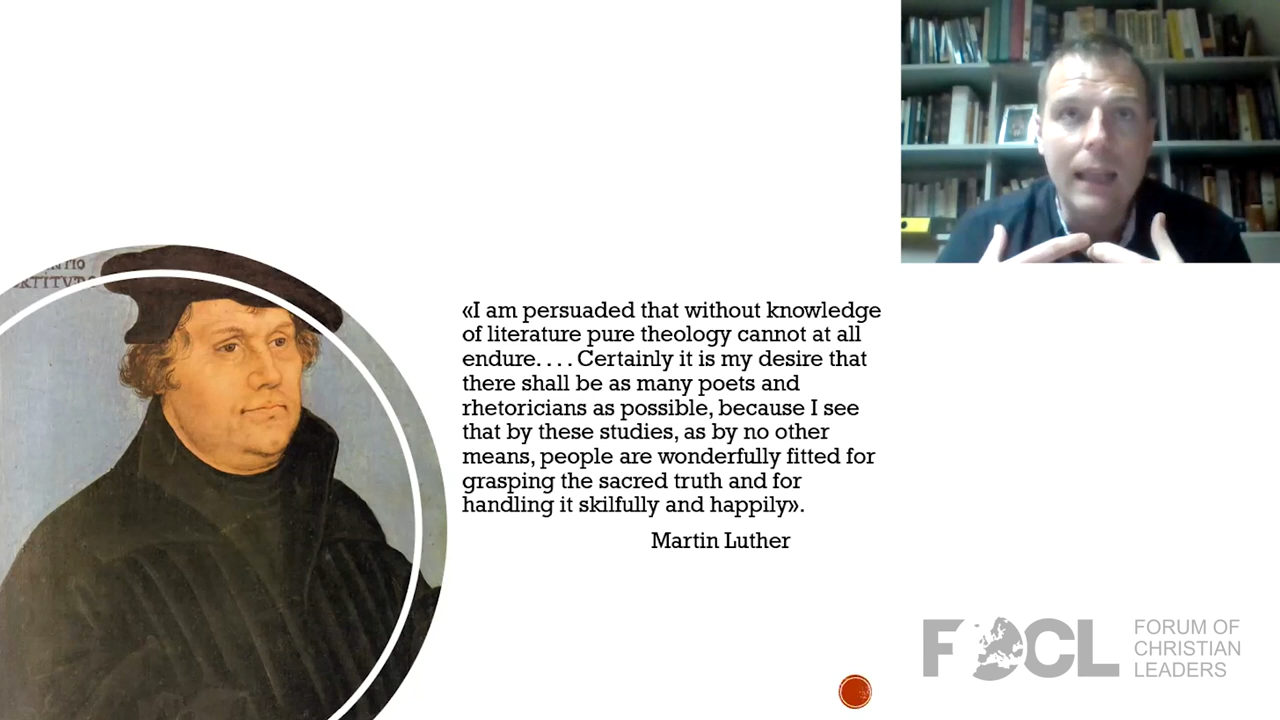 «I am persuaded that without knowledge
of literature pure theology cannot at all
endure. . . . Certainly it is my desire that
there shall be as many poets and
rhetoricians as possible, because I see
that by these studies, as by no other
means, people are wonderfully fitted for
grasping the sacred truth and for
handling it skilfully and happily».
Martin Luther
FOCL
FORUM OF
CHRISTIAN
LEADERS